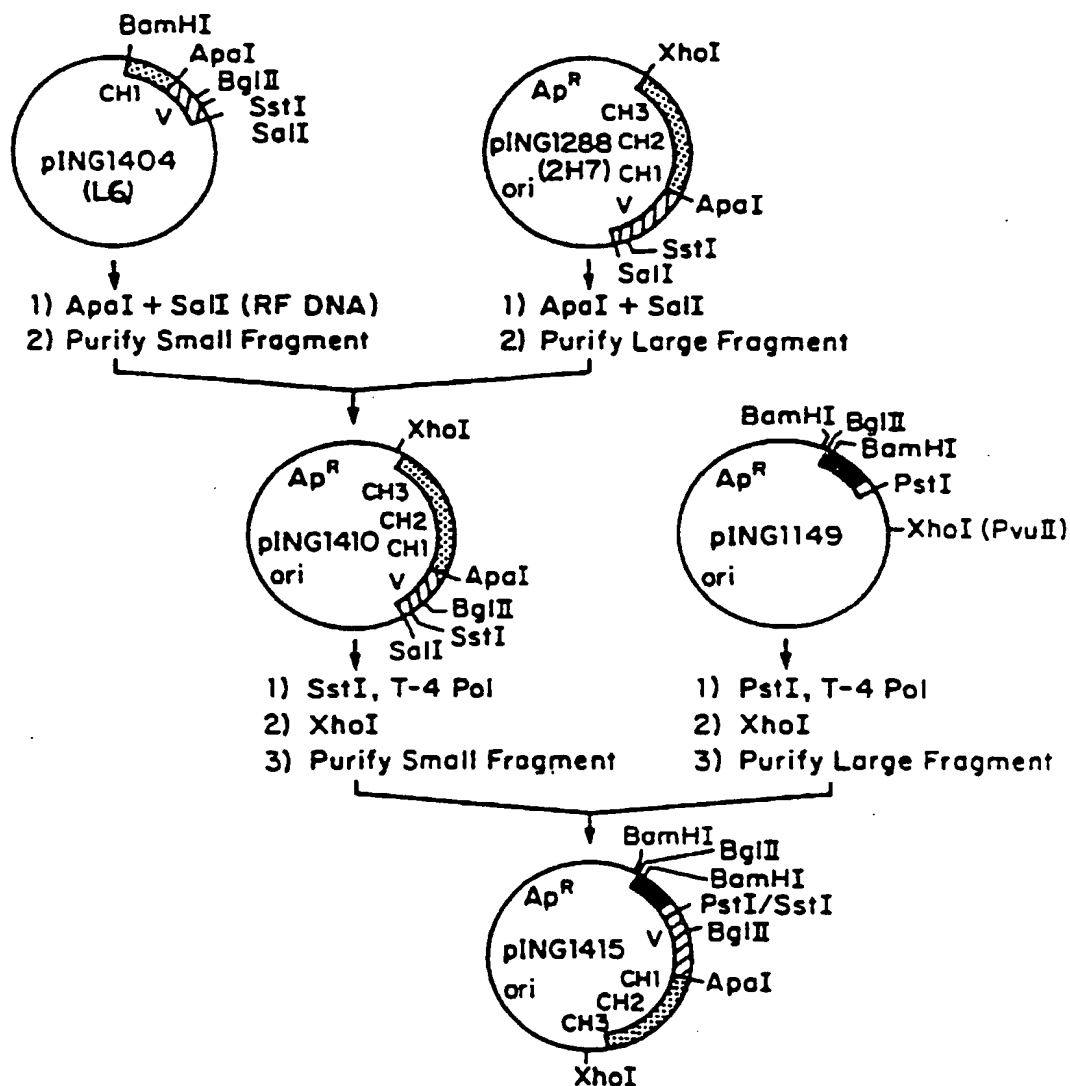 BamHI
ApaI
BglII
SstI
SalI
CH1
V
pING1404
(L6)
XhoI
Ap^R
CH3
pING1288
CH2
(2H7)
CH1
ori
V
ApaI
SstI
SalI
1) ApaI + SalI (RF DNA)
2) Purify Small Fragment
1) ApaI + SalI
2) Purify Large Fragment
XhoI
Ap^R
CH3
CH2
pING1410
CH1
ori
V
ApaI
BglII
SstI
SalI
BamHI
BglII
BamHI
Ap^R
PstI
XhoI (PvuII)
pING1149
ori
1) SstI, T-4 Pol
2) XhoI
3) Purify Small Fragment
1) PstI, T-4 Pol
2) XhoI
3) Purify Large Fragment
BamHI
BglII
BamHI
Ap^R
PstI/SstI
V
BglII
pING1415
ori
CH1
ApaI
CH2
CH3
XhoI